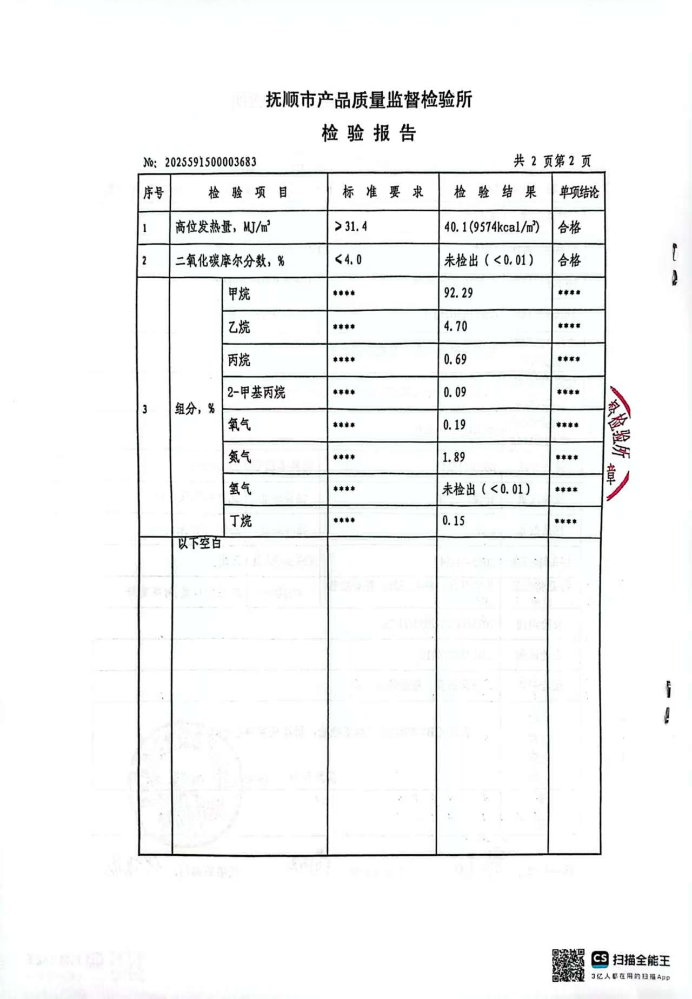 抚顺市产品质量监督检验所
检 验 报 告
№: 2025591500003683 共 2 页第 2 页
序号 检 验 项 目 标 准 要 求 检 验 结 果 单项结论
1 高位发热量, MJ/m³ ≥31.4 40.1(9574kcal/m³) 合格
2 二氧化碳摩尔分数, % ≤4.0 未检出(<0.01) 合格
3 组分, %
甲烷 **** 92.29 ****
乙烷 **** 4.70 ****
丙烷 **** 0.69 ****
2-甲基丙烷 **** 0.09 ****
氧气 **** 0.19 ****
氮气 **** 1.89 ****
氢气 **** 未检出(<0.01) ****
丁烷 **** 0.15 ****
以下空白
检验所
章
CS 扫描全能王
3亿人都在用的扫描App